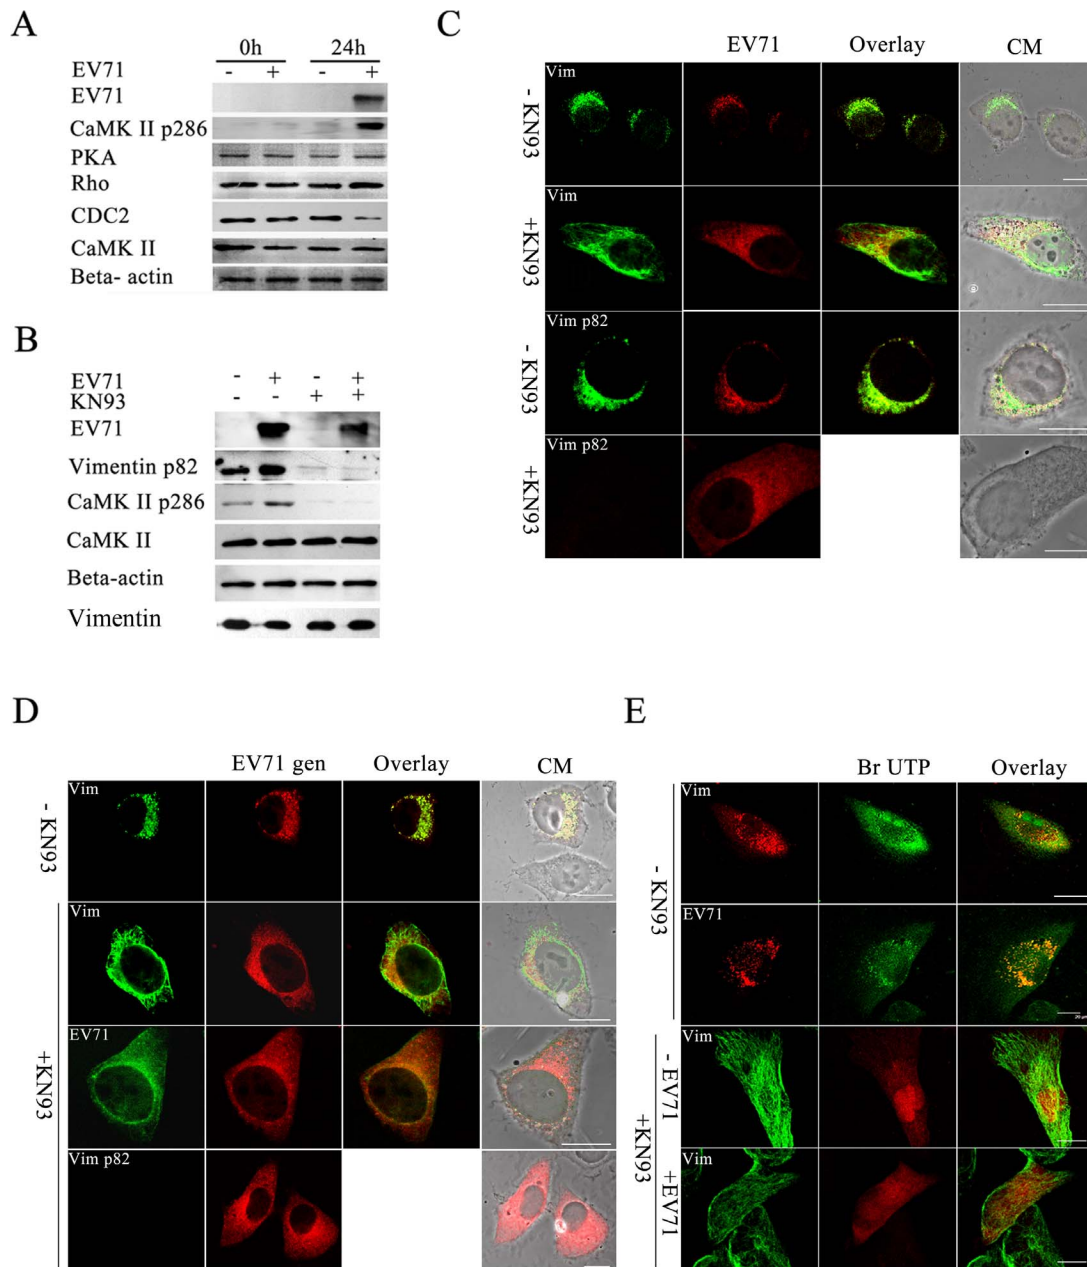 A
0h 24h
EV71 - + - +
EV71
CaMK II p286
PKA
Rho
CDC2
CaMK II
Beta- actin
B
EV71 - + - +
KN93 - - + +
EV71
Vimentin p82
CaMK II p286
CaMK II
Beta-actin
Vimentin
C
EV71 Overlay CM
- KN93
Vim
+KN93
Vim
- KN93
Vim p82
+KN93
Vim p82
D
EV71 gen Overlay CM
- KN93
Vim
+KN93
Vim
EV71
Vim p82
E
Br UTP Overlay
- KN93
Vim
EV71
20 µm
+KN93
- EV71
Vim
+EV71
Vim